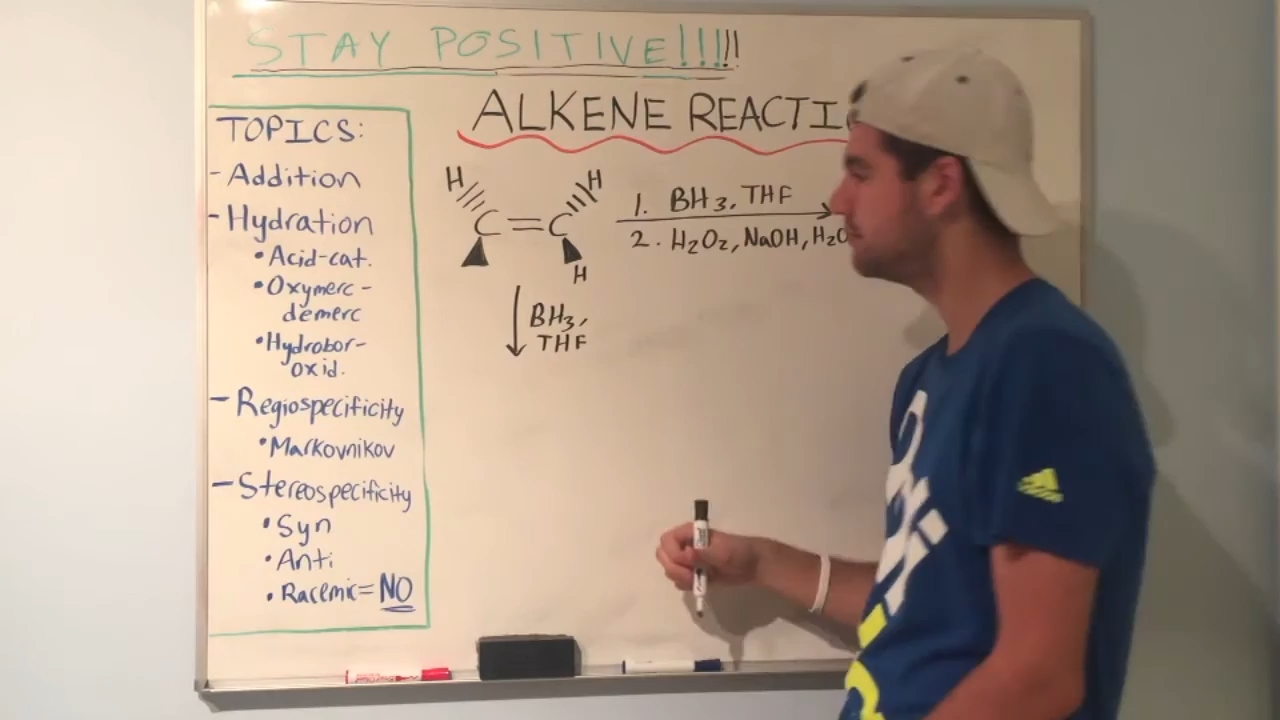 STAY POSITIVE!!!!!
ALKENE REACTI
TOPICS:
- Addition
- Hydration
• Acid-cat.
• Oxymerc-
demerc
• Hydrobor-
oxid.
- Regiospecificity
• Markovnikov
- Stereospecificity
• Syn
• Anti
• Racemic = NO
H H
C=C
H
1. BH3, THF
2. H2O2, NaOH, H2O
BH3,
THF